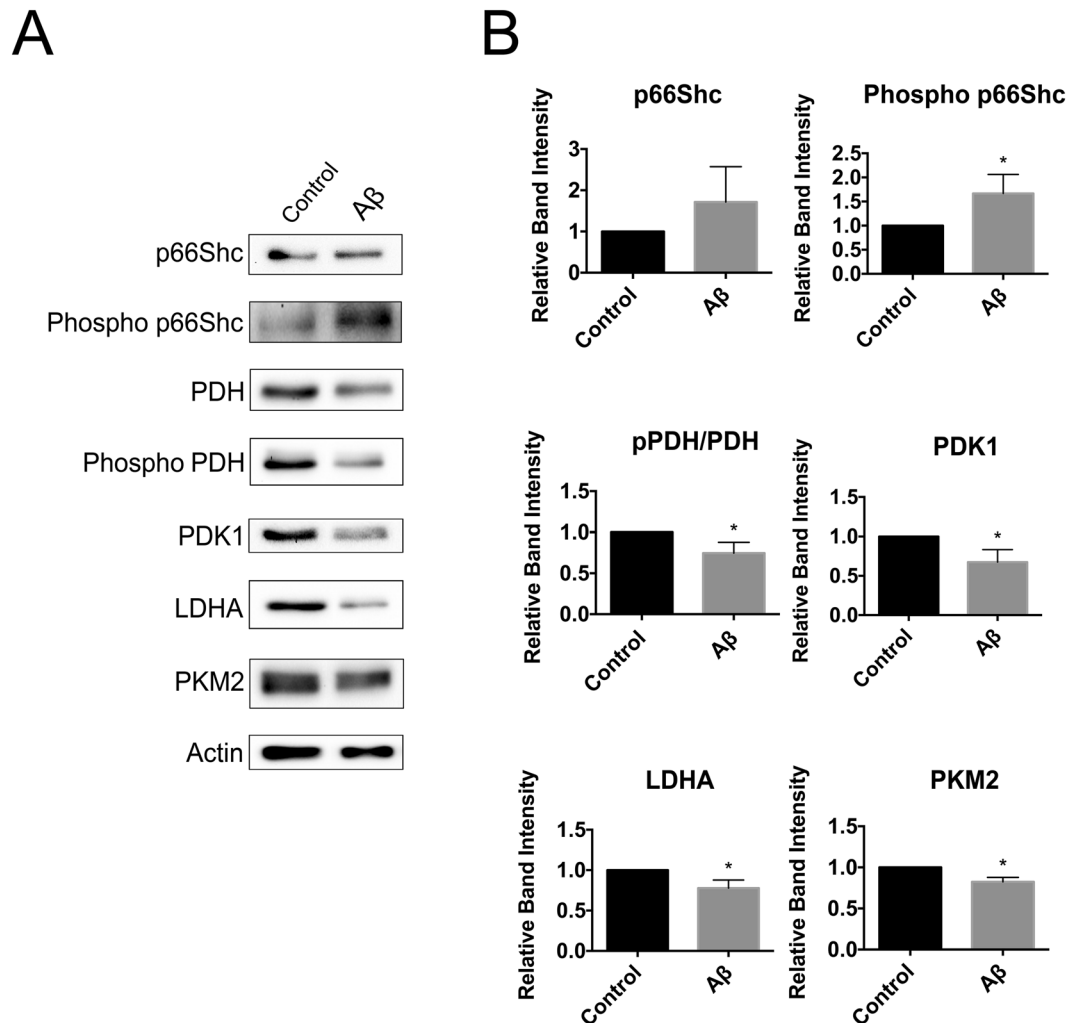 A
B
Control
Aβ
p66Shc
Phospho p66Shc
PDH
Phospho PDH
PDK1
LDHA
PKM2
Actin
p66Shc
Relative Band Intensity
3
2
1
0
Control
Aβ
Phospho p66Shc
Relative Band Intensity
2.5
2.0
1.5
1.0
0.5
0.0
*
Control
Aβ
pPDH/PDH
Relative Band Intensity
1.5
1.0
0.5
0.0
*
Control
Aβ
PDK1
Relative Band Intensity
1.5
1.0
0.5
0.0
*
Control
Aβ
LDHA
Relative Band Intensity
1.5
1.0
0.5
0.0
*
Control
Aβ
PKM2
Relative Band Intensity
1.5
1.0
0.5
0.0
*
Control
Aβ